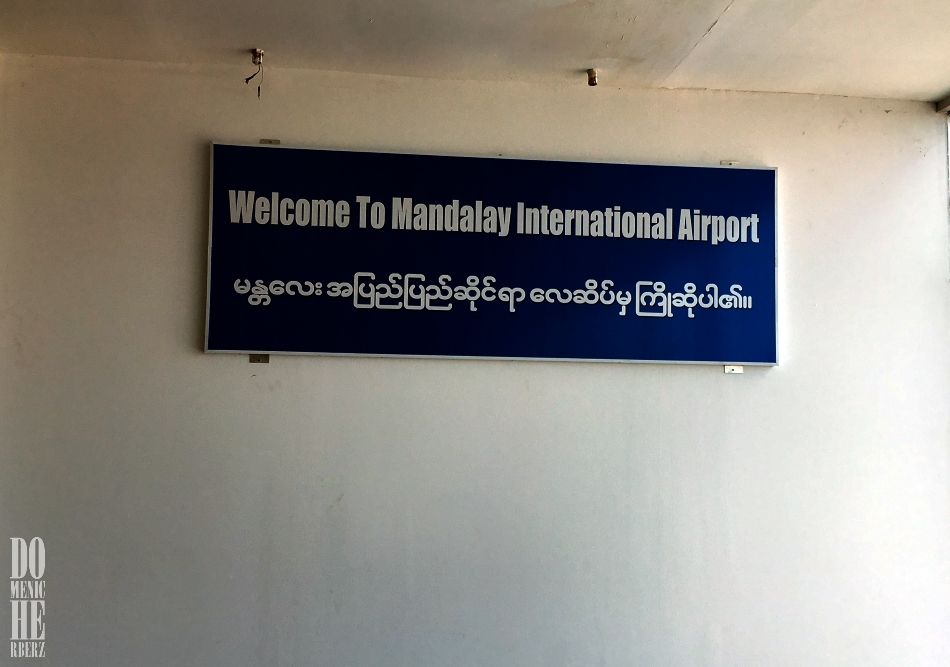 Welcome To Mandalay International Airport
မန္တလေး အပြည်ပြည်ဆိုင်ရာ လေဆိပ်မှ ကြိုဆိုပါ၏။
DO
MENIC
HE
RBERZ